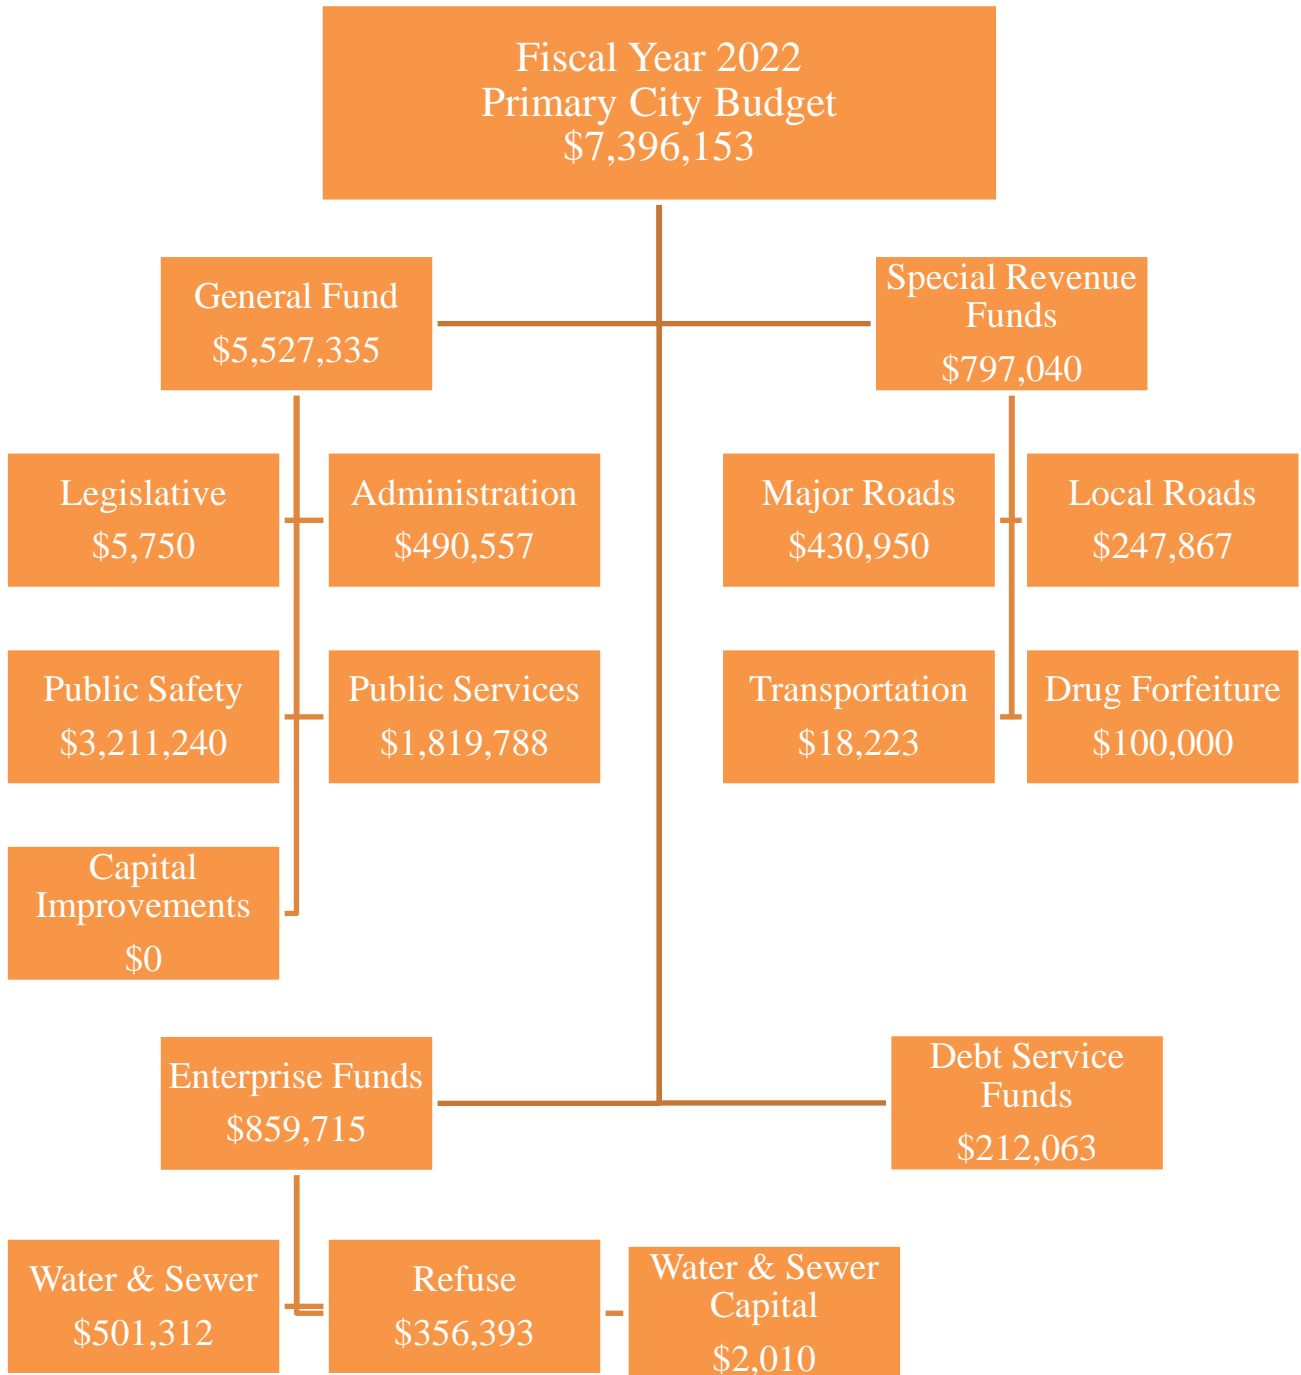 Fiscal Year 2022
Primary City Budget
$7,396,153
General Fund
$5,527,335
Special Revenue
Funds
$797,040
Legislative
$5,750
Administration
$490,557
Major Roads
$430,950
Local Roads
$247,867
Public Safety
$3,211,240
Public Services
$1,819,788
Transportation
$18,223
Drug Forfeiture
$100,000
Capital
Improvements
$0
Enterprise Funds
$859,715
Debt Service
Funds
$212,063
Water & Sewer
$501,312
Refuse
$356,393
Water & Sewer
Capital
$2,010